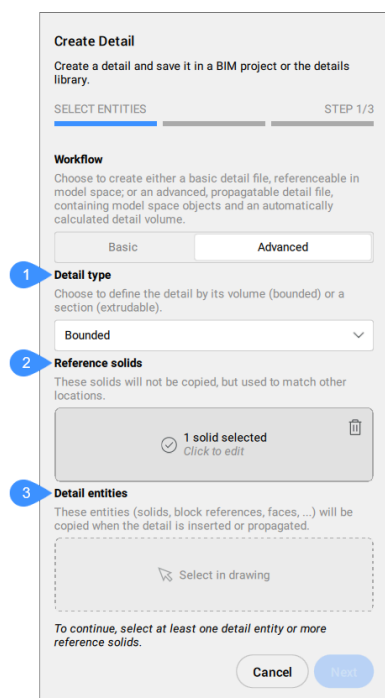 Create Detail
Create a detail and save it in a BIM project or the details
library.
SELECT ENTITIES STEP 1/3
Workflow
Choose to create either a basic detail file, referenceable in
model space; or an advanced, propagatable detail file,
containing model space objects and an automatically
calculated detail volume.
Basic Advanced
1 Detail type
Choose to define the detail by its volume (bounded) or a
section (extrudable).
Bounded
2 Reference solids
These solids will not be copied, but used to match other
locations.
1 solid selected
Click to edit
3 Detail entities
These entities (solids, block references, faces, ...) will be
copied when the detail is inserted or propagated.
Select in drawing
To continue, select at least one detail entity or more
reference solids.
Cancel Next